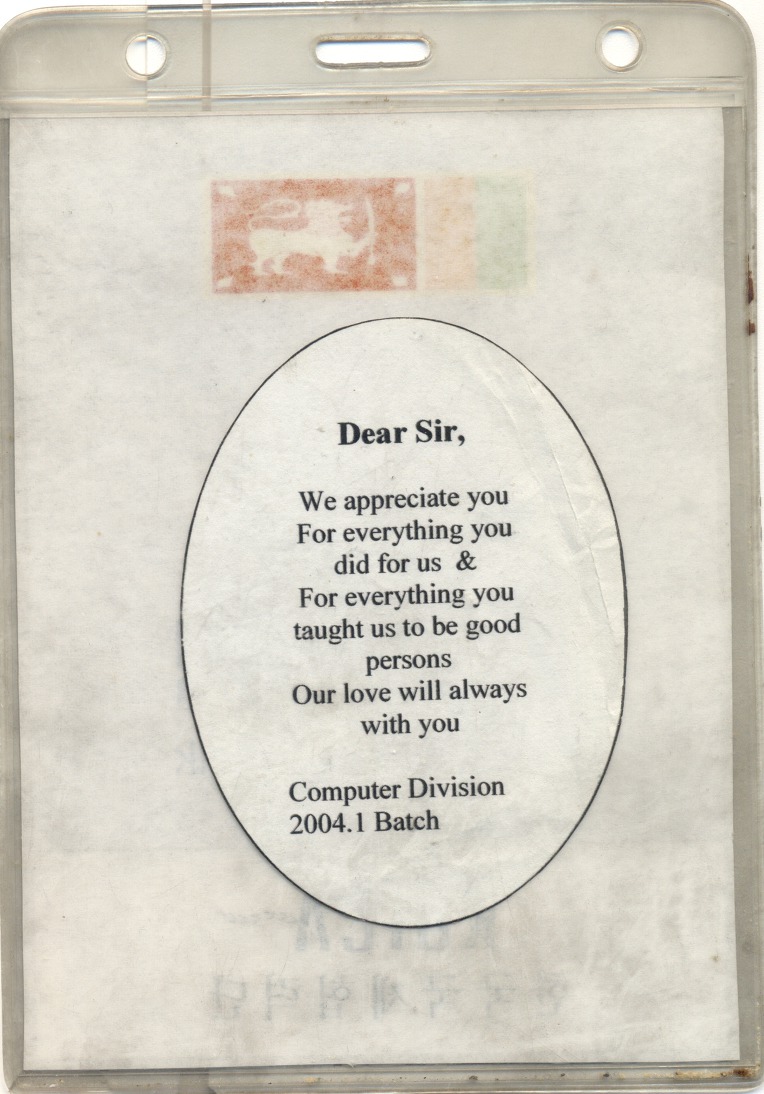 Dear Sir,
We appreciate you
For everything you
did for us &
For everything you
taught us to be good
persons
Our love will always
with you
Computer Division
2004.1 Batch